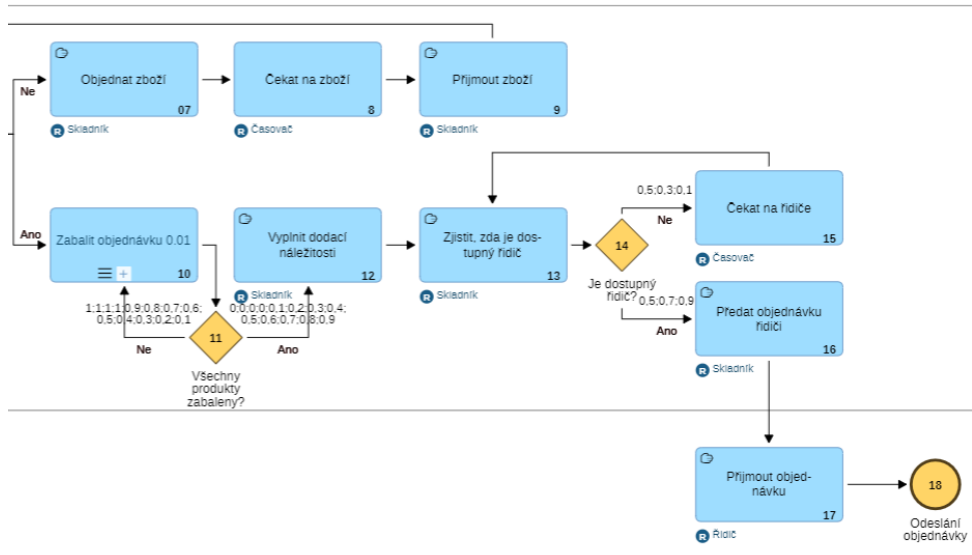 Objednat zboží
07
R Skladník
Čekat na zboží
8
R Časovač
Přijmout zboží
9
R Skladník
Ne
Ano
Zabalit objednávku 0.01
10
Vyplnit dodací
náležitosti
12
R Skladník
Zjistit, zda je dos-
tupný řidič
13
R Skladník
14
Je dostupný
řidič?
0,5;0,3;0,1
Ne
Čekat na řidiče
15
R Časovač
0,5;0,7;0,9
Ano
Předat objednávku
řidiči
16
R Skladník
1;1;1;1;0,9;0,8;0,7;0,6;
0,5;0,4;0,3;0,2;0,1
Ne
11
0;0;0;0;0,1;0,2;0,3;0,4;
0,5;0,6;0,7;0,8;0,9
Ano
Všechny
produkty
zabaleny?
Přijmout objed-
návku
17
R Řidič
18
Odeslání
objednávky